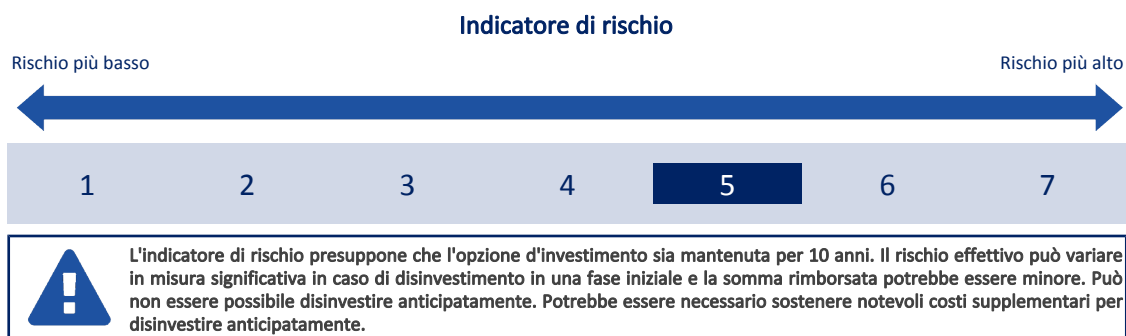 Indicatore di rischio
Rischio più basso
Rischio più alto
1 2 3 4 5 6 7
L'indicatore di rischio presuppone che l'opzione d'investimento sia mantenuta per 10 anni. Il rischio effettivo può variare
in misura significativa in caso di disinvestimento in una fase iniziale e la somma rimborsata potrebbe essere minore. Può
non essere possibile disinvestire anticipatamente. Potrebbe essere necessario sostenere notevoli costi supplementari per
disinvestire anticipatamente.